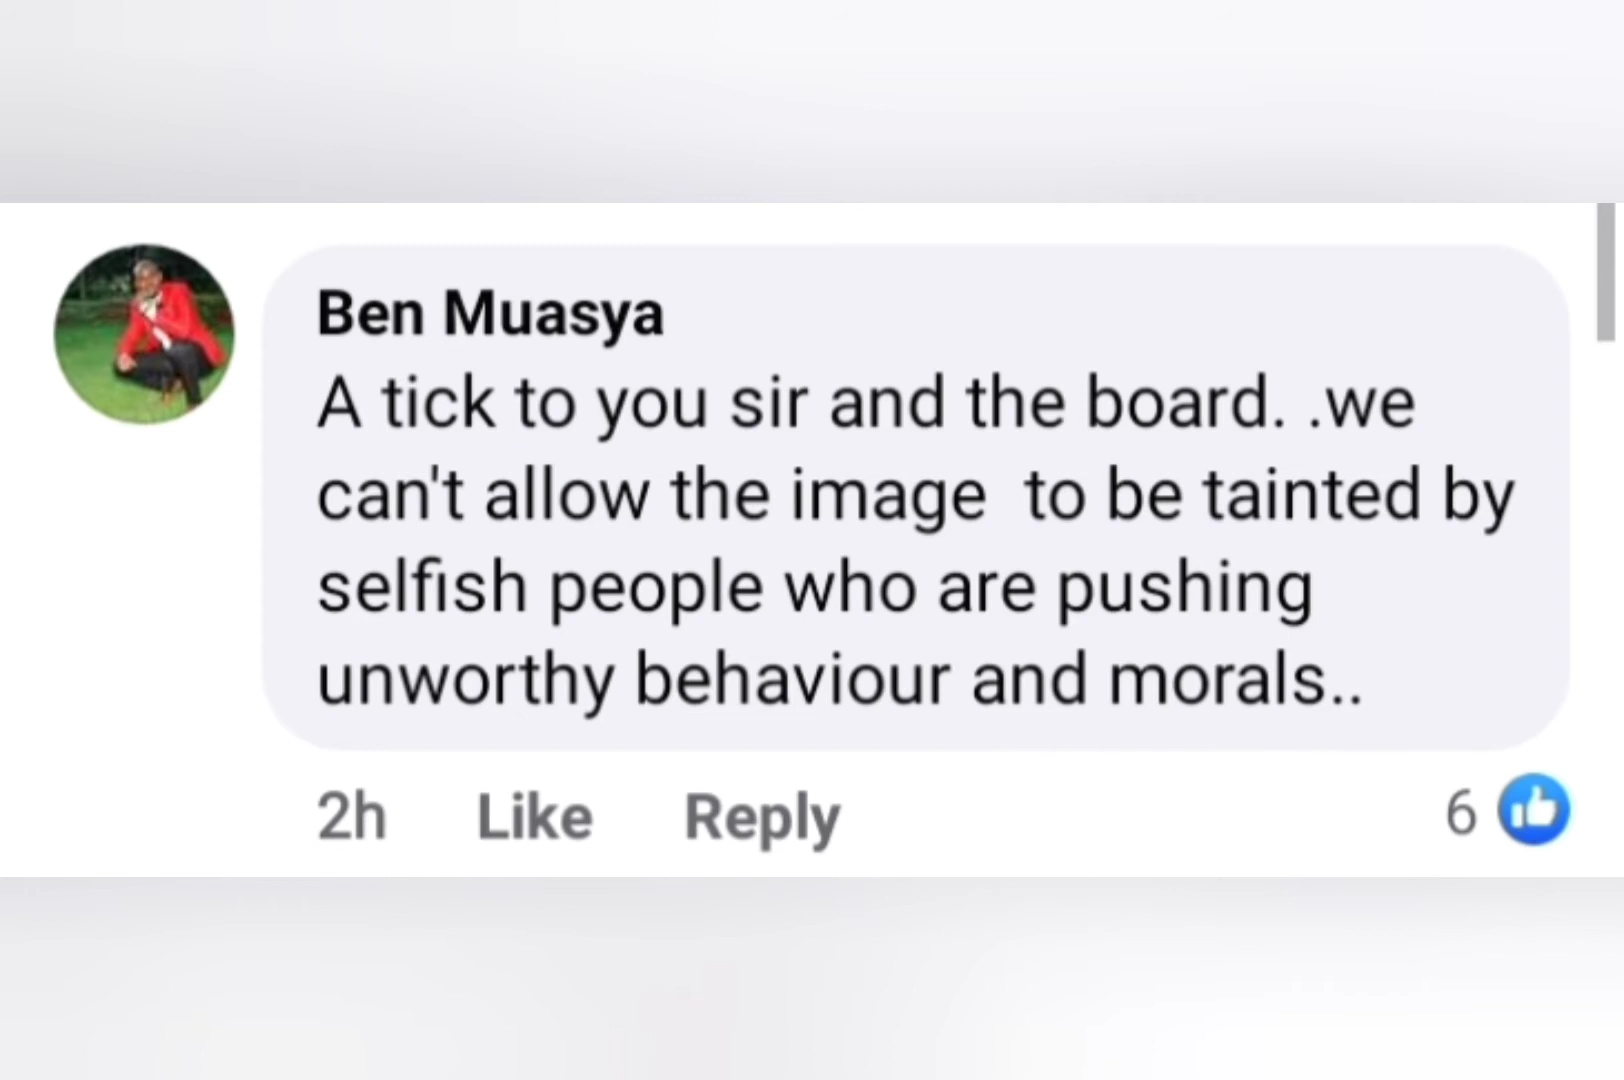 Ben Muasya
A tick to you sir and the board. .we
can't allow the image  to be tainted by
selfish people who are pushing
unworthy behaviour and morals..
2h Like Reply 6